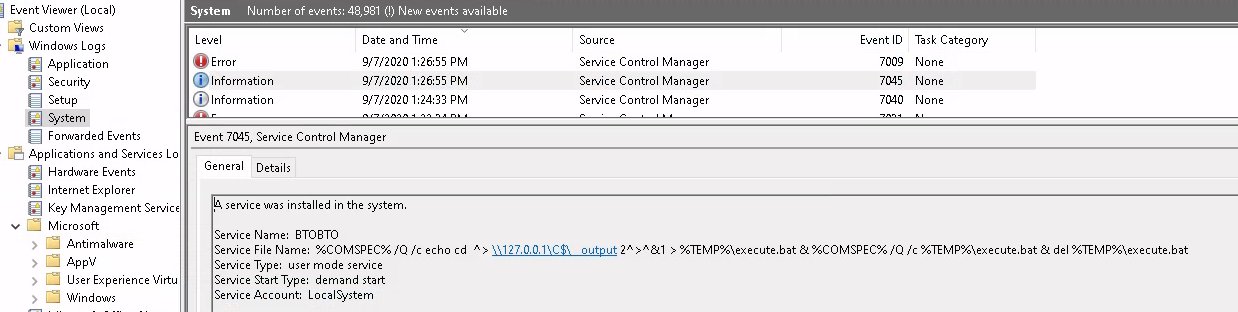 Event Viewer (Local)
Custom Views
Windows Logs
Application
Security
Setup
System
Forwarded Events
Applications and Services Lo
Hardware Events
Internet Explorer
Key Management Service
Microsoft
Antimalware
AppV
User Experience Virtu
Windows
System Number of events: 48,981 (!) New events available
Level Date and Time Source Event ID Task Category
Error 9/7/2020 1:26:55 PM Service Control Manager 7009 None
Information 9/7/2020 1:26:55 PM Service Control Manager 7045 None
Information 9/7/2020 1:24:33 PM Service Control Manager 7040 None
Event 7045, Service Control Manager
General Details
A service was installed in the system.
Service Name: BTOBTO
Service File Name: %COMSPEC% /Q /c echo cd ^> \\127.0.0.1\C$\__output 2^>^&1 > %TEMP%\execute.bat & %COMSPEC% /Q /c %TEMP%\execute.bat & del %TEMP%\execute.bat
Service Type: user mode service
Service Start Type: demand start
Service Account: LocalSystem